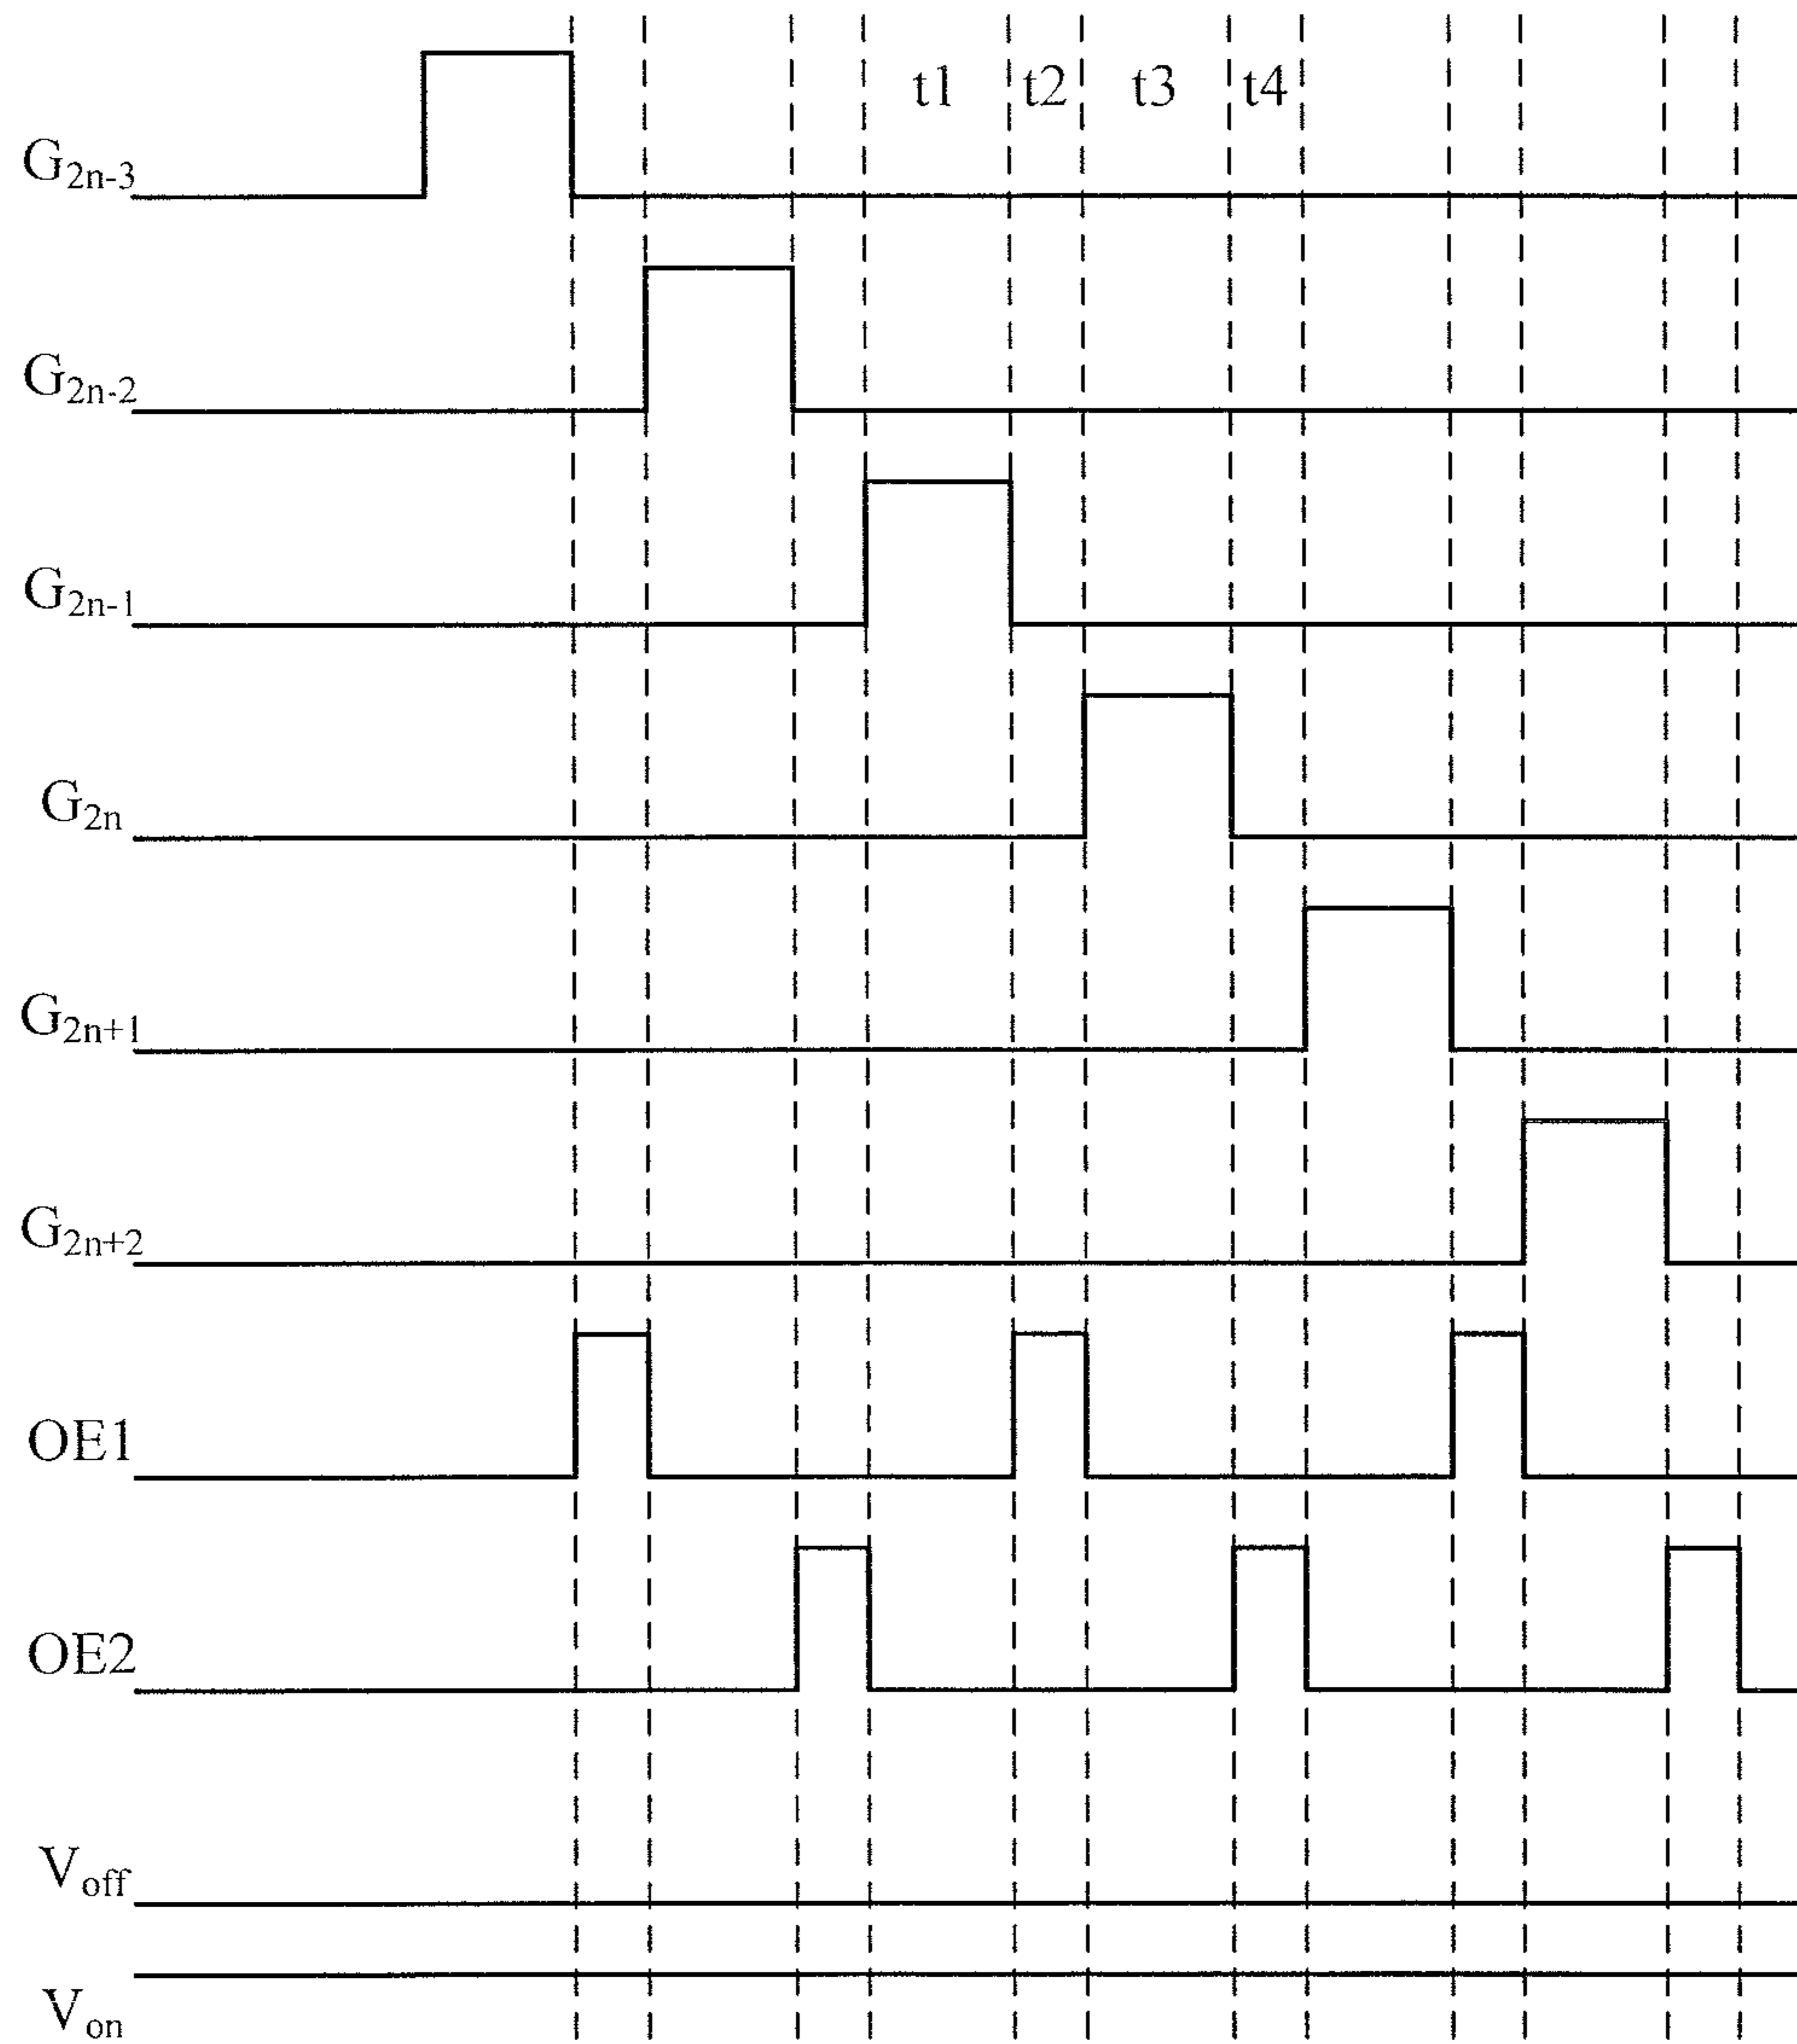 t1 t2 t3 t4
G2n-3
G2n-2
G2n-1
G2n
G2n+1
G2n+2
OE1
OE2
Voff
Von